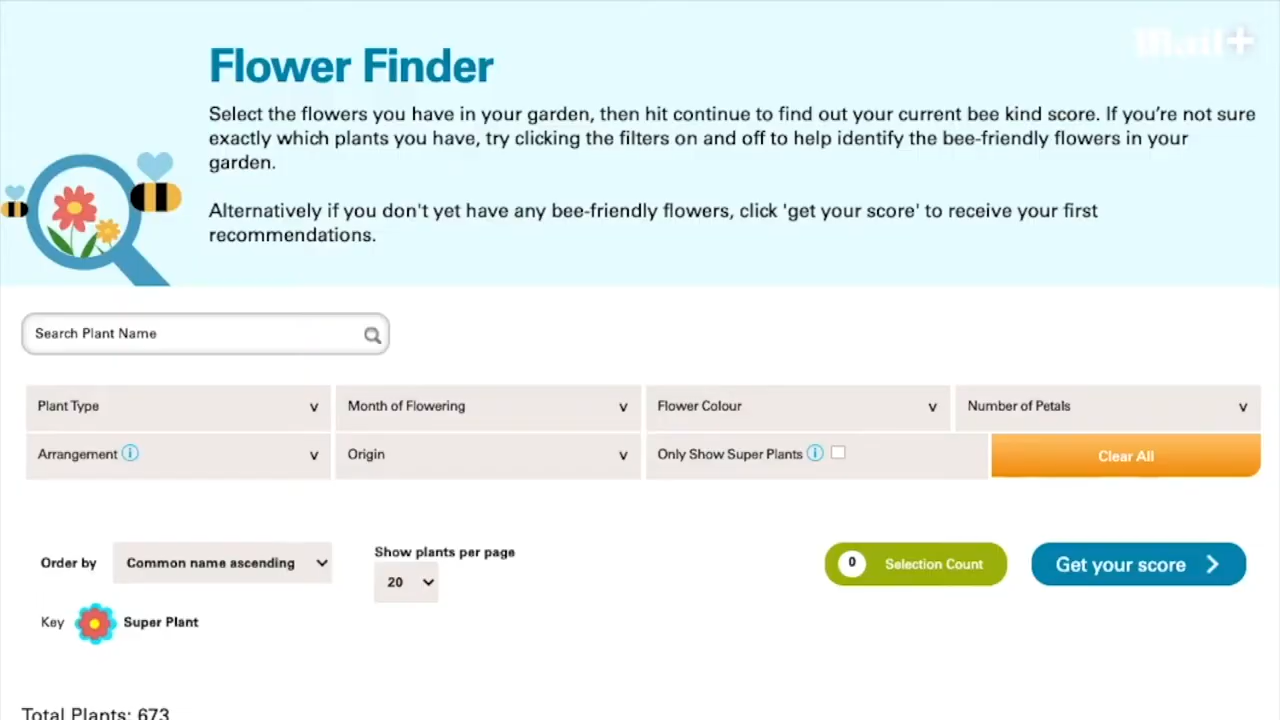 Mail+
Flower Finder
Select the flowers you have in your garden, then hit continue to find out your current bee kind score. If you’re not sure
exactly which plants you have, try clicking the filters on and off to help identify the bee-friendly flowers in your
garden.
Alternatively if you don't yet have any bee-friendly flowers, click 'get your score' to receive your first
recommendations.
Search Plant Name
Plant Type
Month of Flowering
Flower Colour
Number of Petals
Arrangement
Origin
Only Show Super Plants
Clear All
Order by
Common name ascending
Show plants per page
20
0 Selection Count
Get your score
Key
Super Plant
Total Plants: 673